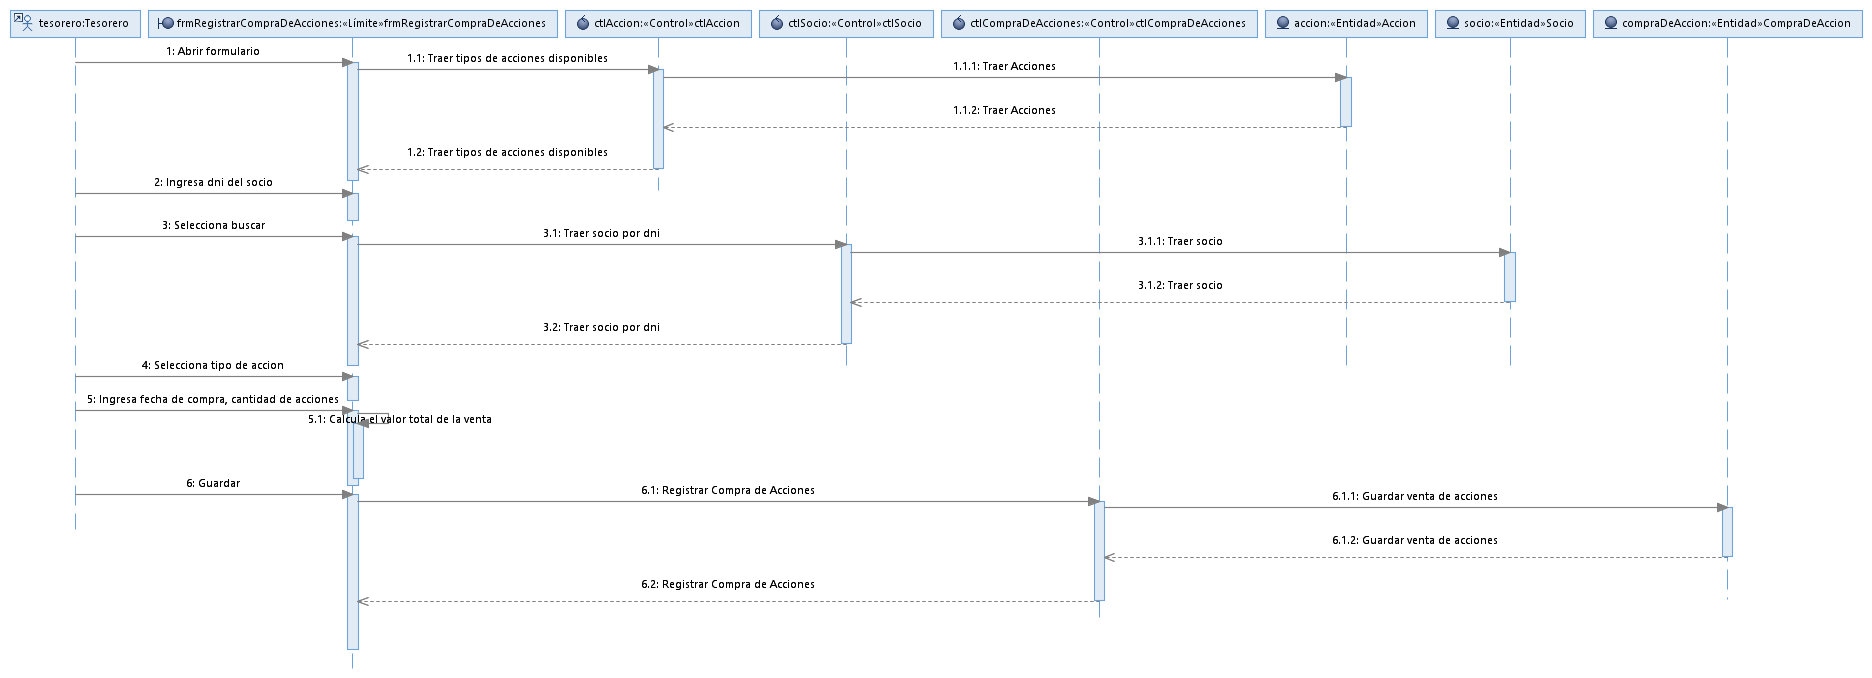 tesorero:Tesorero
frmRegistrarCompraDeAcciones:«Límite»frmRegistrarCompraDeAcciones
ctlAccion:«Control»ctlAccion
ctlSocio:«Control»ctlSocio
ctlCompraDeAcciones:«Control»ctlCompraDeAcciones
accion:«Entidad»Accion
socio:«Entidad»Socio
compraDeAccion:«Entidad»CompraDeAccion
1: Abrir formulario
1.1: Traer tipos de acciones disponibles
1.1.1: Traer Acciones
1.1.2: Traer Acciones
1.2: Traer tipos de acciones disponibles
2: Ingresa dni del socio
3: Selecciona buscar
3.1: Traer socio por dni
3.1.1: Traer socio
3.1.2: Traer socio
3.2: Traer socio por dni
4: Selecciona tipo de accion
5: Ingresa fecha de compra, cantidad de acciones
5.1: Calcula el valor total de la venta
6: Guardar
6.1: Registrar Compra de Acciones
6.1.1: Guardar venta de acciones
6.1.2: Guardar venta de acciones
6.2: Registrar Compra de Acciones